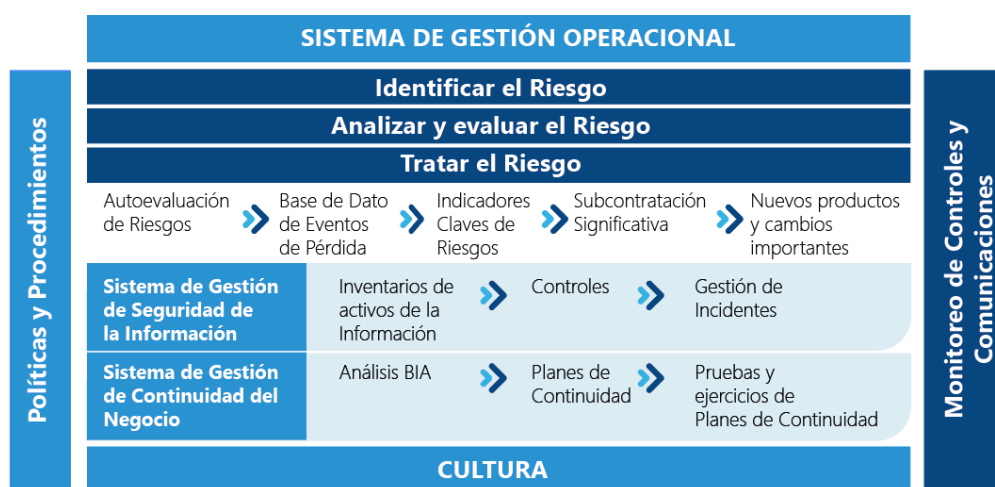 SISTEMA DE GESTIÓN OPERACIONAL
Políticas y Procedimientos
Identificar el Riesgo
Analizar y evaluar el Riesgo
Tratar el Riesgo
Autoevaluación
de Riesgos
Base de Dato
de Eventos
de Pérdida
Indicadores
Claves de
Riesgos
Subcontratación
Significativa
Nuevos productos
y cambios
importantes
Sistema de Gestión
de Seguridad de
la Información
Inventarios de
activos de la
Información
Controles
Gestión de
Incidentes
Sistema de Gestión
de Continuidad del
Negocio
Análisis BIA
Planes de
Continuidad
Pruebas y
ejercicios de
Planes de Continuidad
CULTURA
Monitoreo de Controles y
Comunicaciones